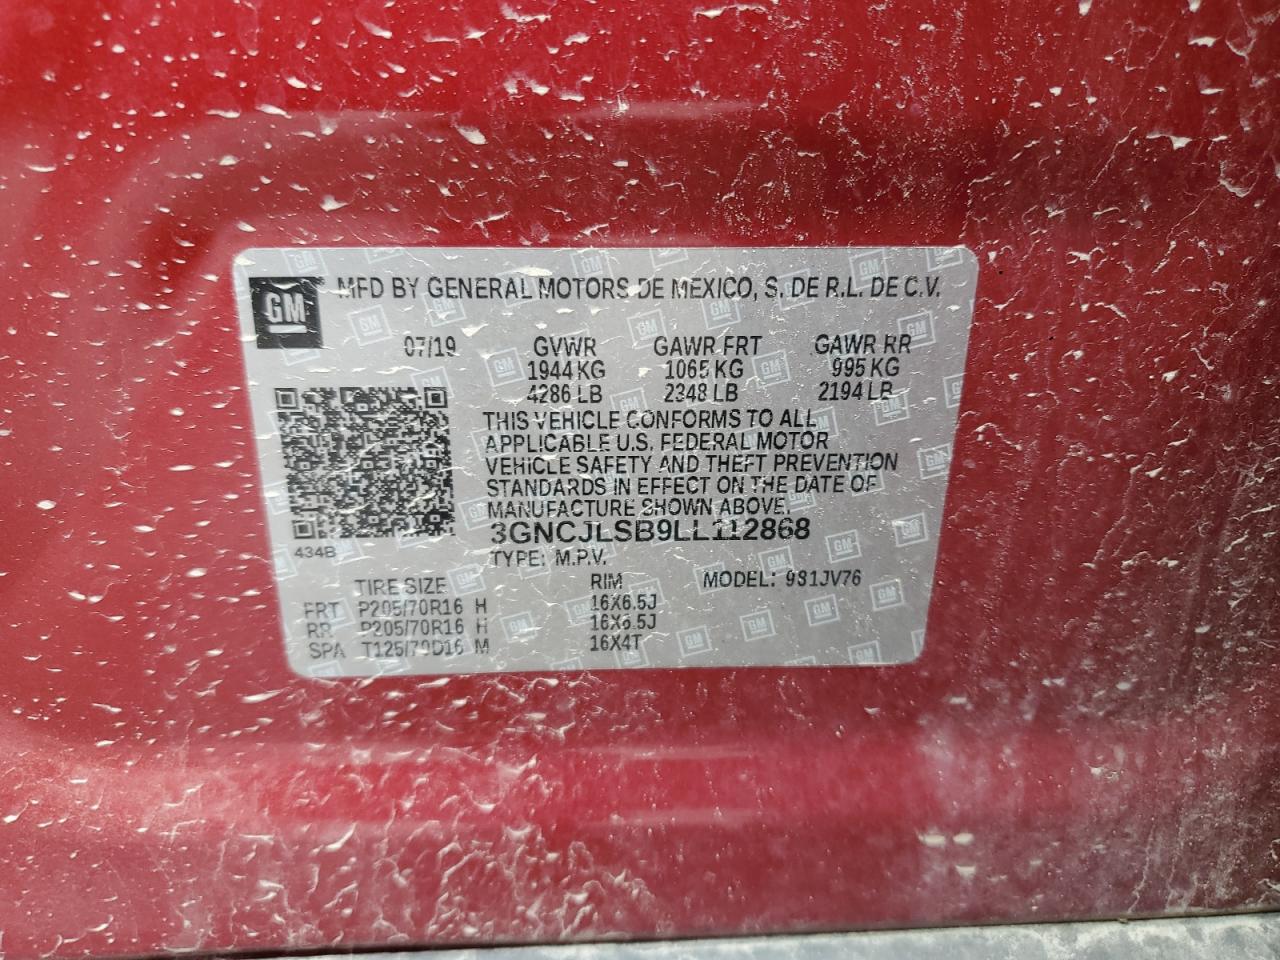 GM MFD BY GENERAL MOTORS DE MEXICO, S. DE R.L. DE C.V.
07/19 GVWR GAWR FRT GAWR RR
1944 KG 1065 KG 995 KG
4286 LB 2348 LB 2194 LB
THIS VEHICLE CONFORMS TO ALL
APPLICABLE U.S. FEDERAL MOTOR
VEHICLE SAFETY AND THEFT PREVENTION
STANDARDS IN EFFECT ON THE DATE OF
MANUFACTURE SHOWN ABOVE.
3GNCJLSB9LL112868
434B TYPE: M.P.V.
TIRE SIZE RIM MODEL: 9S1JV76
FRT P205/70R16 H 16X6.5J
RR P205/70R16 H 16X6.5J
SPA T125/70D16 M 16X4T